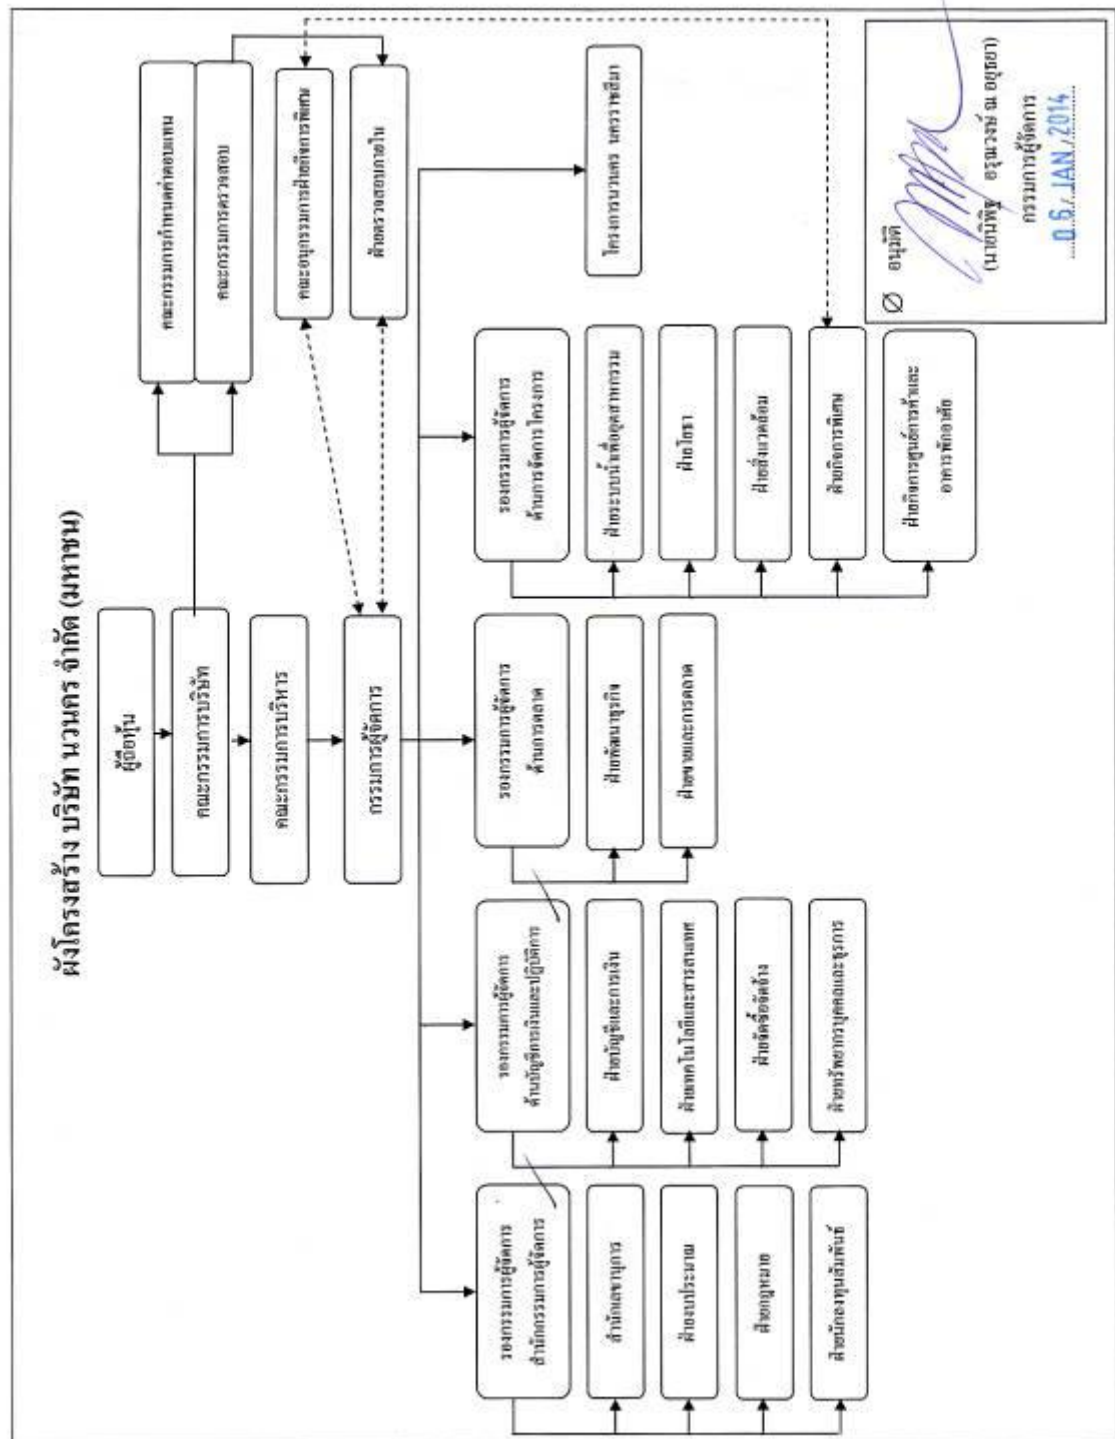 ผังโครงสร้าง บริษัท นวนคร จำกัด (มหาชน)
ผู้ถือหุ้น
คณะกรรมการบริษัท
คณะกรรมการกำหนดค่าตอบแทน
คณะกรรมการตรวจสอบ
คณะกรรมการบริหาร
คณะอนุกรรมการฝ่ายกิจการพิเศษ
กรรมการผู้จัดการ
ฝ่ายตรวจสอบภายใน
รองกรรมการผู้จัดการ
สำนักกรรมการผู้จัดการ
สำนักเลขานุการ
ฝ่ายงบประมาณ
ฝ่ายกฎหมาย
ฝ่ายนักลงทุนสัมพันธ์
รองกรรมการผู้จัดการ
ด้านบัญชีการเงินและปฏิบัติการ
ฝ่ายบัญชีและการเงิน
ฝ่ายเทคโนโลยีและสารสนเทศ
ฝ่ายจัดซื้อจัดจ้าง
ฝ่ายทรัพยากรบุคคลและธุรการ
รองกรรมการผู้จัดการ
ด้านการตลาด
ฝ่ายพัฒนาธุรกิจ
ฝ่ายขายและการตลาด
รองกรรมการผู้จัดการ
ด้านการจัดการโครงการ
ฝ่ายระบบน้ำเพื่ออุตสาหกรรม
ฝ่ายโยธา
ฝ่ายสิ่งแวดล้อม
ฝ่ายกิจการพิเศษ
ฝ่ายกิจการศูนย์การค้าและ
อาคารพักอาศัย
โครงการนวนคร นครราชสีมา
อนุมัติ
(นายนิพิฐ อรุณวงษ์ ณ อยุธยา)
กรรมการผู้จัดการ
06/JAN/2014